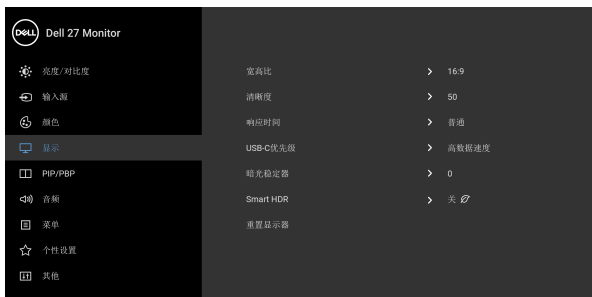 DELL Dell 27 Monitor
亮度/对比度
输入源
颜色
显示
PIP/PBP
音频
菜单
个性设置
其他
宽高比 16:9
清晰度 50
响应时间 普通
USB-C优先级 高数据速度
暗光稳定器 0
Smart HDR 关
重置显示器